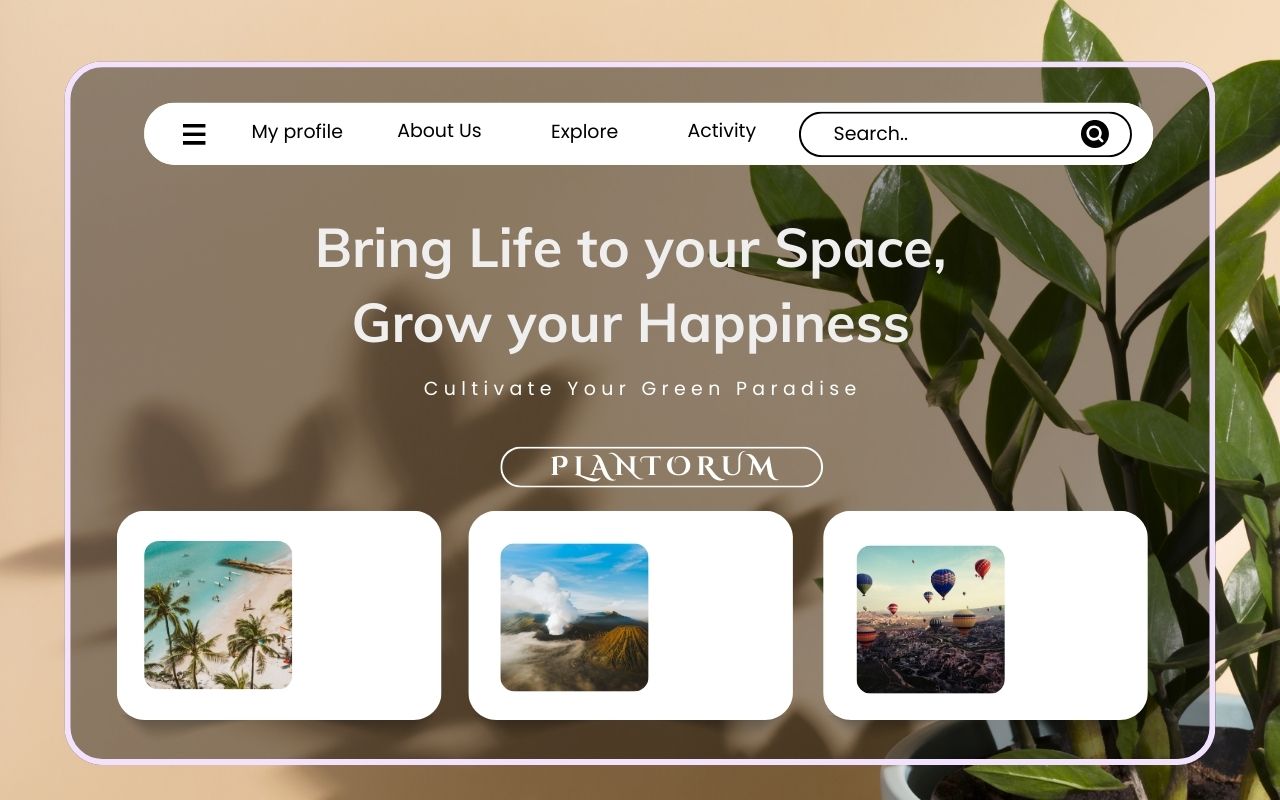 My profile About Us Explore Activity Search..
Bring Life to your Space,
Grow your Happiness
Cultivate Your Green Paradise
PLANTORUM